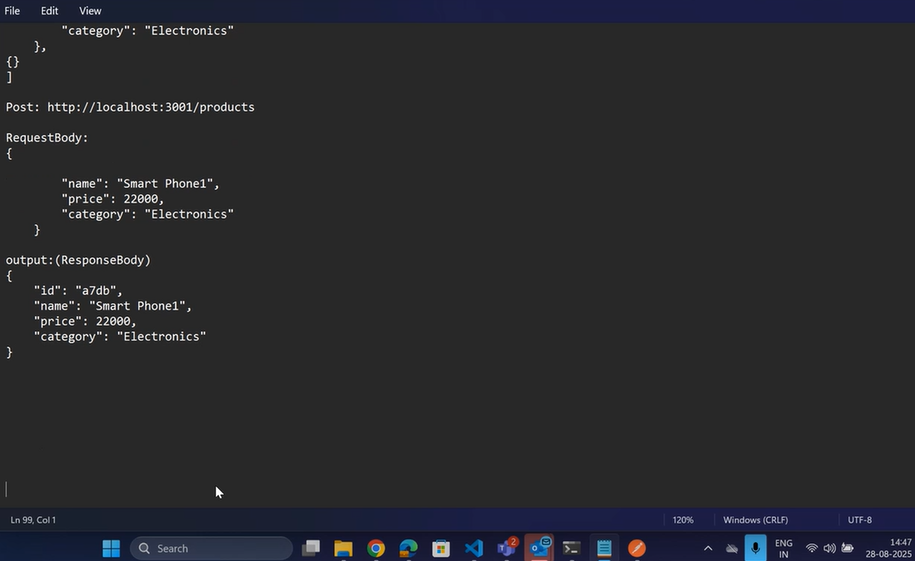 File Edit View
"category": "Electronics"
},
{}
]
Post: http://localhost:3001/products
RequestBody:
{
"name": "Smart Phone1",
"price": 22000,
"category": "Electronics"
}
output:(ResponseBody)
{
"id": "a7db",
"name": "Smart Phone1",
"price": 22000,
"category": "Electronics"
}
Ln 99, Col 1 120% Windows (CRLF) UTF-8
Search 2 ENG 14:47
IN 28-08-2025